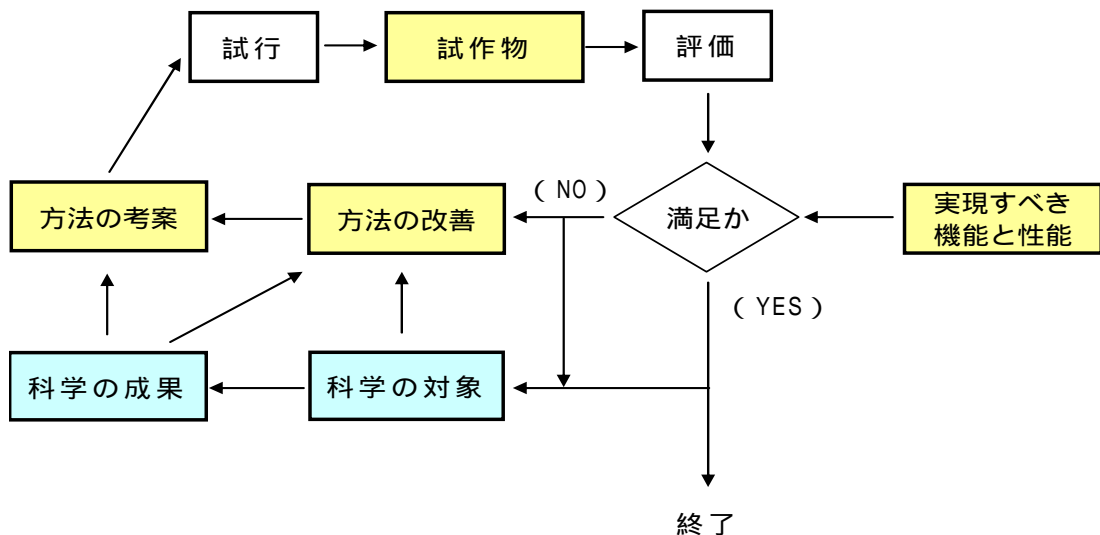 試行
試作物
評価
方法の考案
方法の改善
( NO )
満足か
実現すべき
機能と性能
( YES )
科学の成果
科学の対象
終了